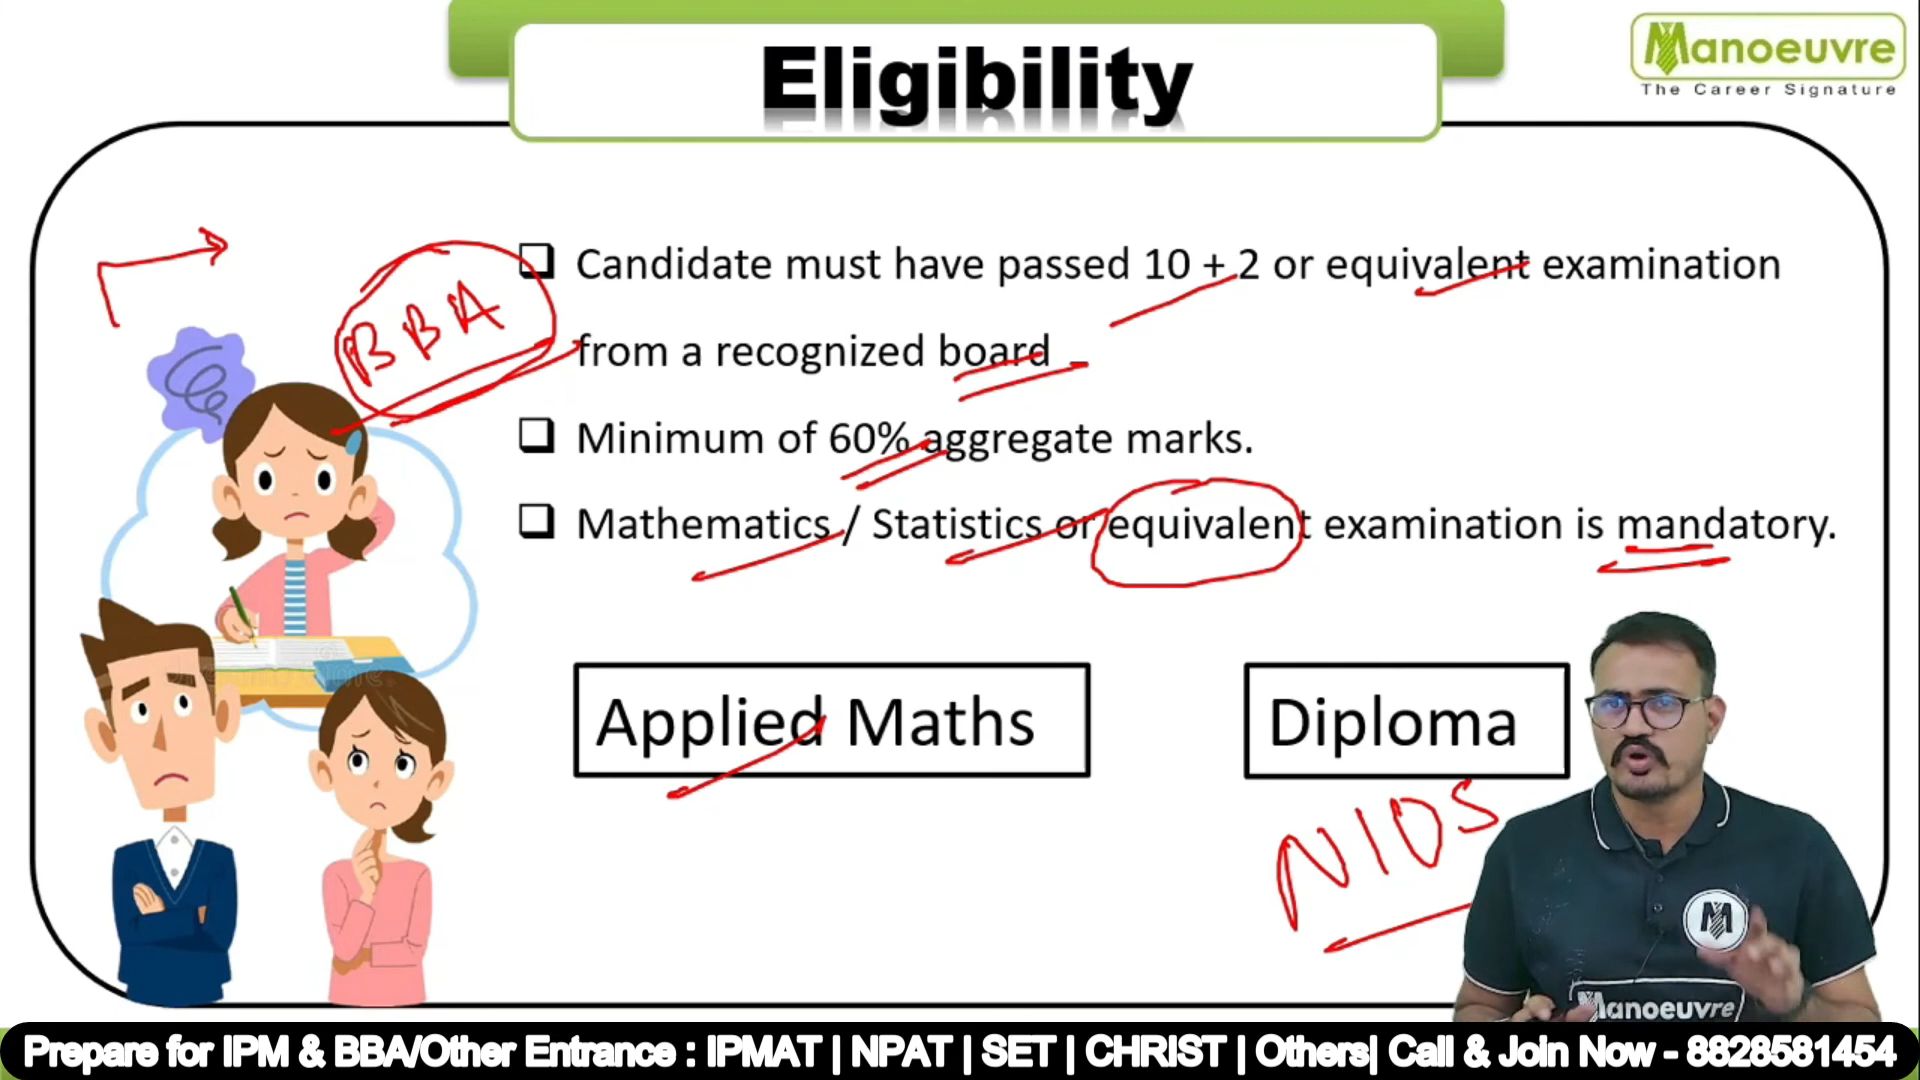 Eligibility
Manoeuvre
The Career Signature
BBA
Candidate must have passed 10 + 2 or equivalent examination
from a recognized board
Minimum of 60% aggregate marks.
Mathematics / Statistics or equivalent examination is mandatory.
Applied Maths
Diploma
NIOS
M
Manoeuvre
Prepare for IPM & BBA/Other Entrance : IPMAT | NPAT | SET | CHRIST | Others| Call & Join Now - 8828581454